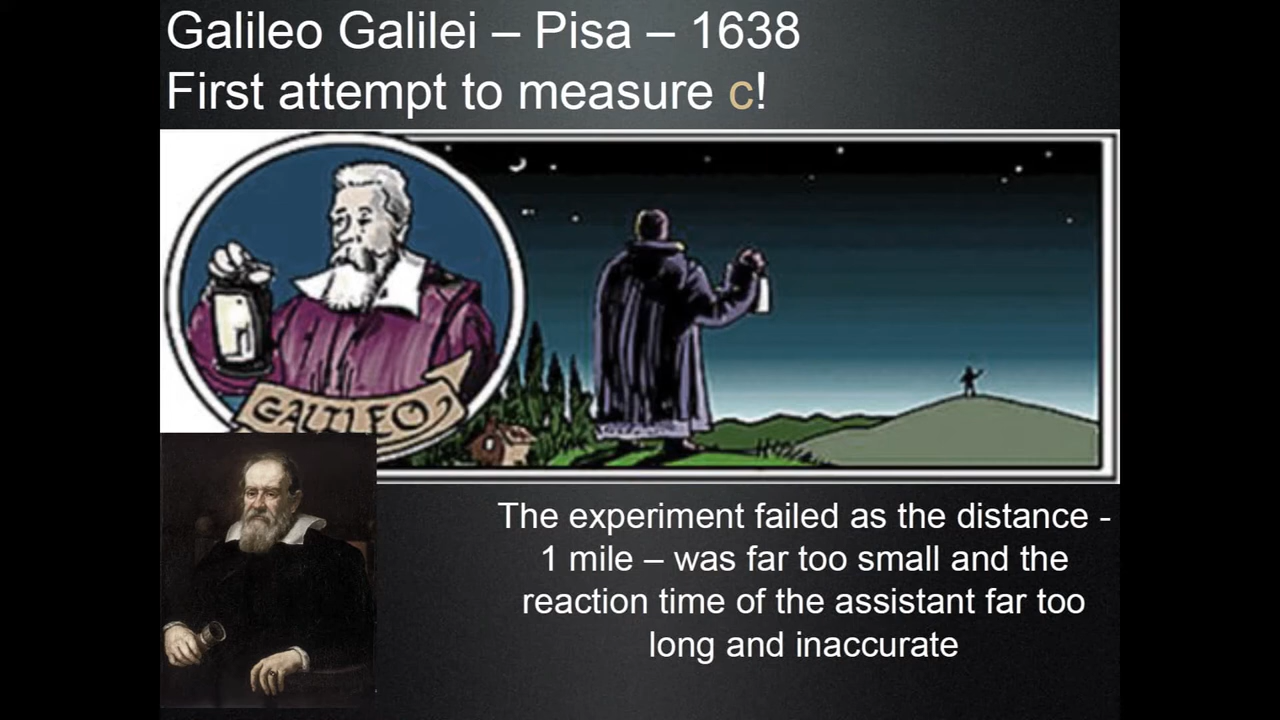 Galileo Galilei – Pisa – 1638
First attempt to measure c!
GALILEO
The experiment failed as the distance -
1 mile – was far too small and the
reaction time of the assistant far too
long and inaccurate